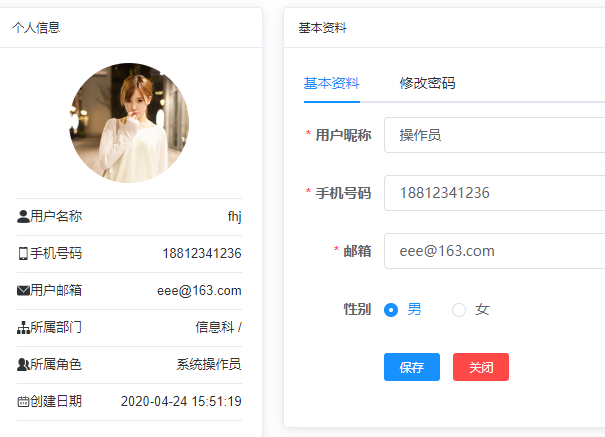 个人信息
用户名称 fhj
手机号码 18812341236
用户邮箱 eee@163.com
所属部门 信息科 /
所属角色 系统操作员
创建日期 2020-04-24 15:51:19
基本资料
基本资料 修改密码
* 用户昵称 操作员
* 手机号码 18812341236
* 邮箱 eee@163.com
性别 男 女
保存 关闭